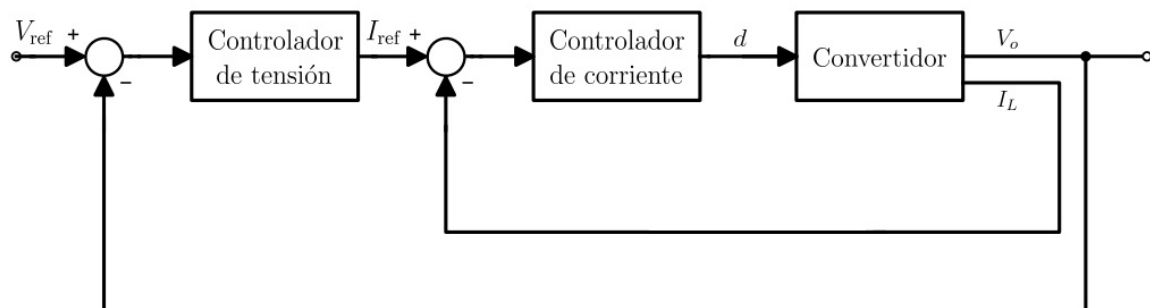 V_ref + - Controlador de tensión I_ref + - Controlador de corriente d Convertidor V_o I_L